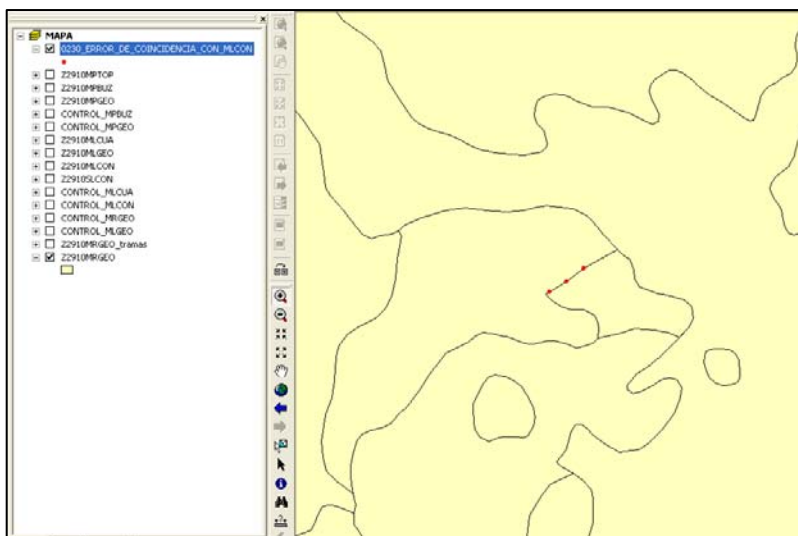 MAPA
0230_ERROR_DE_COINCIDENCIA_CON_MLCON
Z2910MPTOP
Z2910MPBUZ
Z2910MPGEO
CONTROL_MPBUZ
CONTROL_MPGEO
Z2910MLCUA
Z2910MLGEO
Z2910MLCON
Z2910SLCON
CONTROL_MLCUA
CONTROL_MLCON
CONTROL_MRGEO
CONTROL_MLGEO
Z2910MRGEO_tramas
Z2910MRGEO